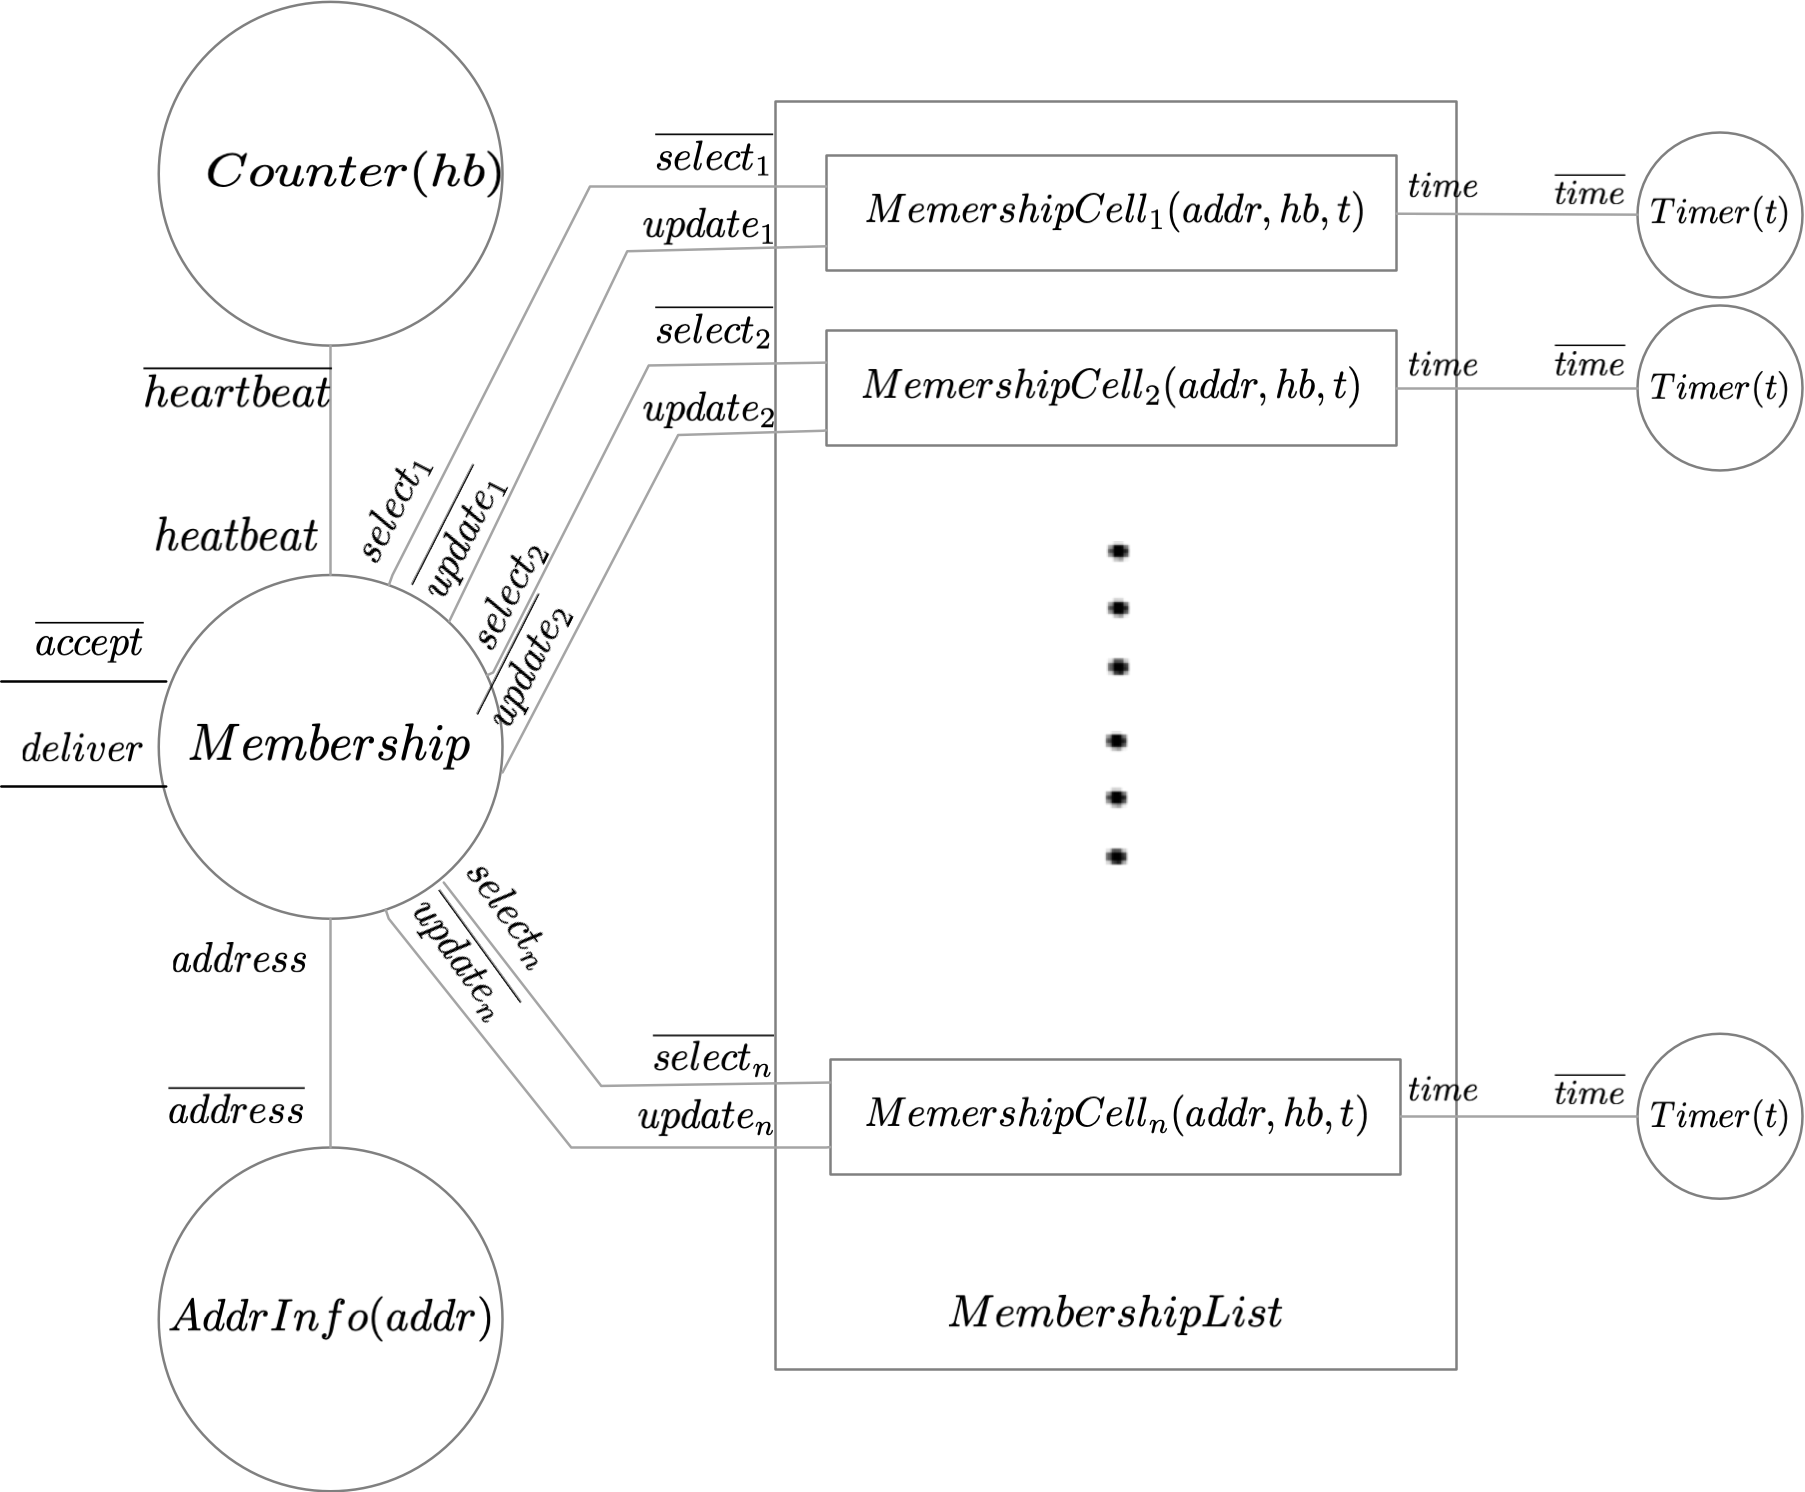 Counter(hb)
$\overline{heartbeat}$
heatbeat
$\overline{accept}$
deliver
Membership
address
$\overline{address}$
AddrInfo(addr)
$select_1$
$\overline{update_1}$
$select_2$
$\overline{update_2}$
$select_n$
$\overline{update_n}$
$\overline{select_1}$
$update_1$
$\overline{select_2}$
$update_2$
$\overline{select_n}$
$update_n$
$MemershipCell_1(addr, hb, t)$
$MemershipCell_2(addr, hb, t)$
$MemershipCell_n(addr, hb, t)$
MembershipList
time
$\overline{time}$
Timer(t)
time
$\overline{time}$
Timer(t)
time
$\overline{time}$
Timer(t)